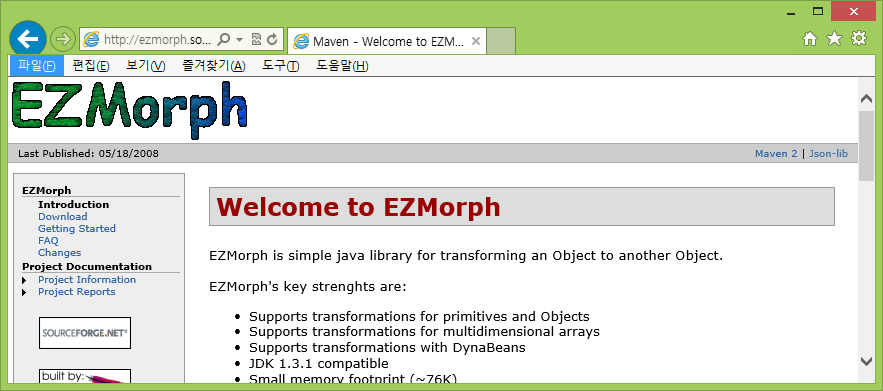 http://ezmorph.so...
Maven - Welcome to EZM...
파일(F) 편집(E) 보기(V) 즐겨찾기(A) 도구(T) 도움말(H)
EZMorph
Last Published: 05/18/2008
Maven 2 | Json-lib
EZMorph
Introduction
Download
Getting Started
FAQ
Changes
Project Documentation
Project Information
Project Reports
SOURCEFORGE.NET®
built by:
Welcome to EZMorph
EZMorph is simple java library for transforming an Object to another Object.
EZMorph's key strenghts are:
Supports transformations for primitives and Objects
Supports transformations for multidimensional arrays
Supports transformations with DynaBeans
JDK 1.3.1 compatible
Small memory footprint (~76K)